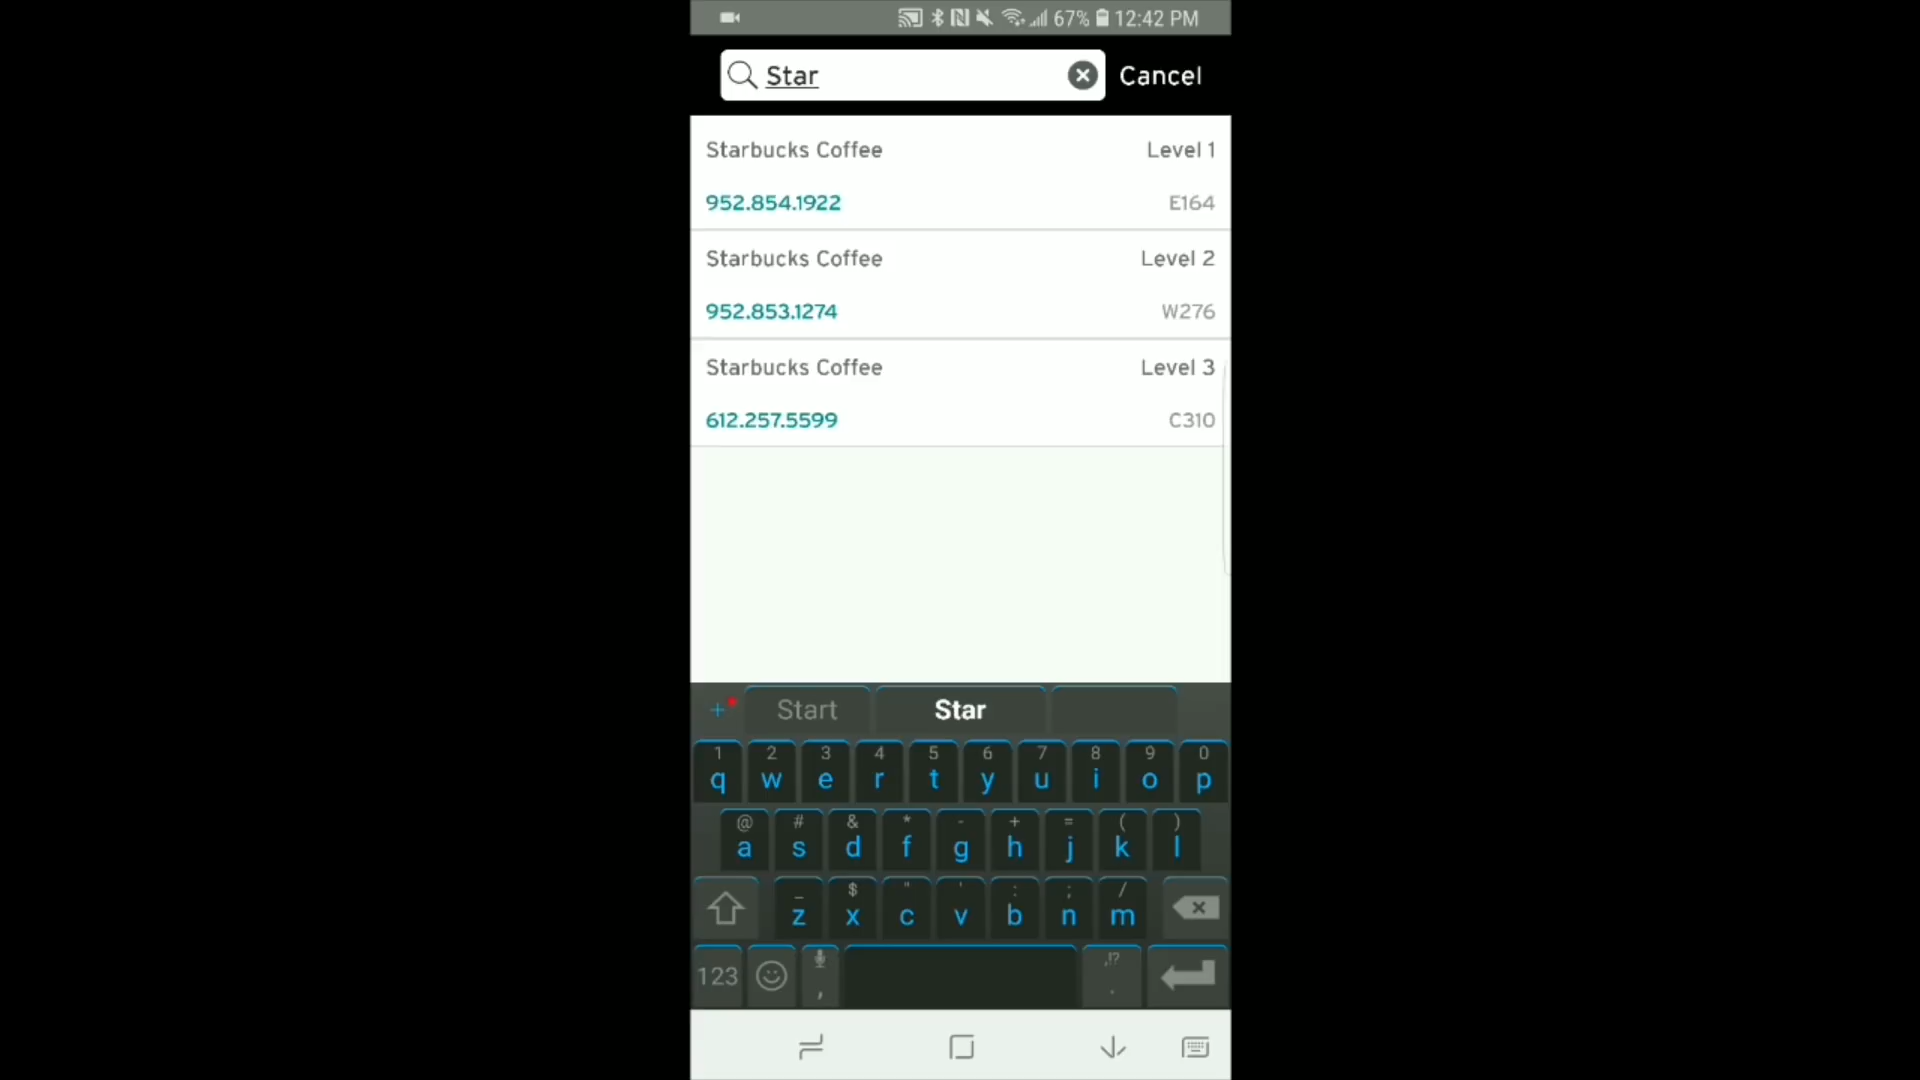 67% 12:42 PM
Star Cancel
Starbucks Coffee Level 1
952.854.1922 E164
Starbucks Coffee Level 2
952.853.1274 W276
Starbucks Coffee Level 3
612.257.5599 C310
+ Start Star
1 2 3 4 5 6 7 8 9 0
q w e r t y u i o p
@ # & * - + = ( )
a s d f g h j k l
_ $ " ' : ; /
z x c v b n m
,!?
123 , .